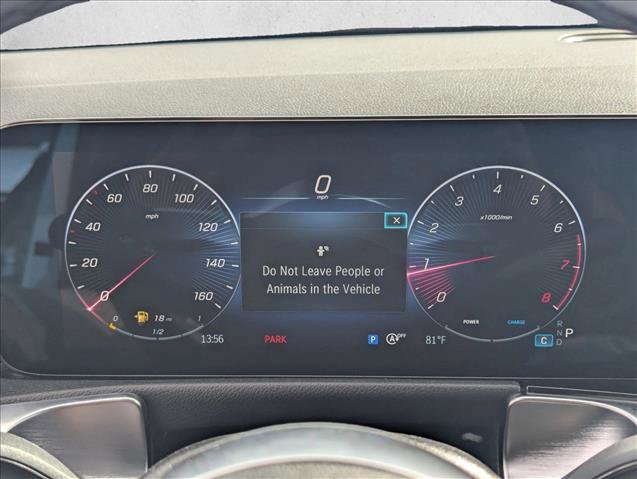 0
mph
0
20
40
60
80
100
120
140
160
mph
0
1/2
1
18 mi
×
Do Not Leave People or
Animals in the Vehicle
0
1
2
3
4
5
6
7
8
x1000/min
POWER
CHARGE
13:56
PARK
P
A OFF
81°F
C
R
N
D
P